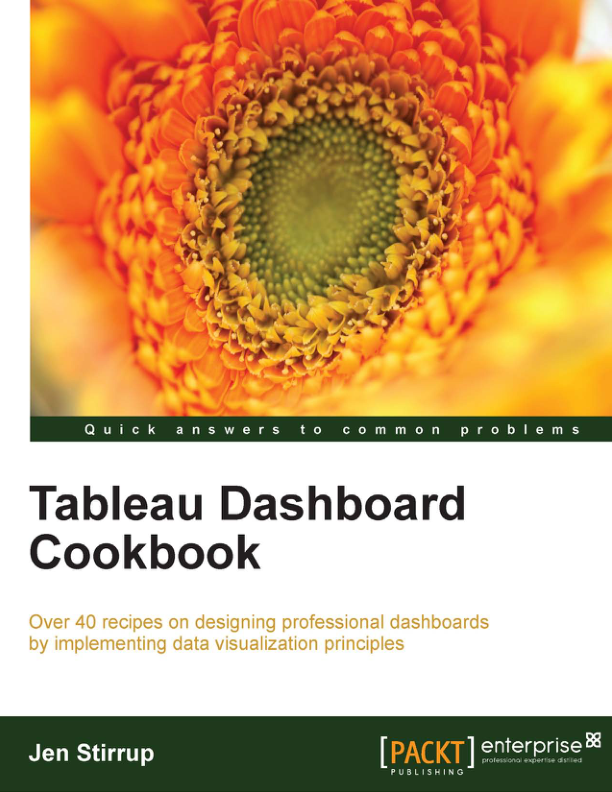 Quick answers to common problems
Tableau Dashboard
Cookbook
Over 40 recipes on designing professional dashboards
by implementing data visualization principles
Jen Stirrup
[PACKT] enterprise
PUBLISHING professional expertise distilled